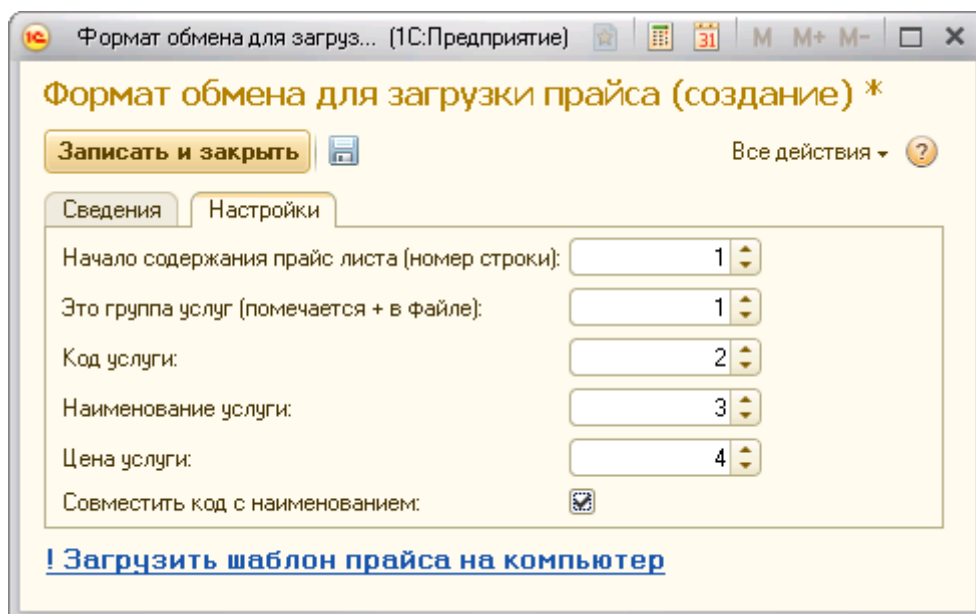 1С Формат обмена для загруз... (1С:Предприятие) 31 M M+ M-
Формат обмена для загрузки прайса (создание) *
Записать и закрыть Все действия ?
Сведения Настройки
Начало содержания прайс листа (номер строки): 1
Это группа услуг (помечается + в файле): 1
Код услуги: 2
Наименование услуги: 3
Цена услуги: 4
Совместить код с наименованием:
! Загрузить шаблон прайса на компьютер